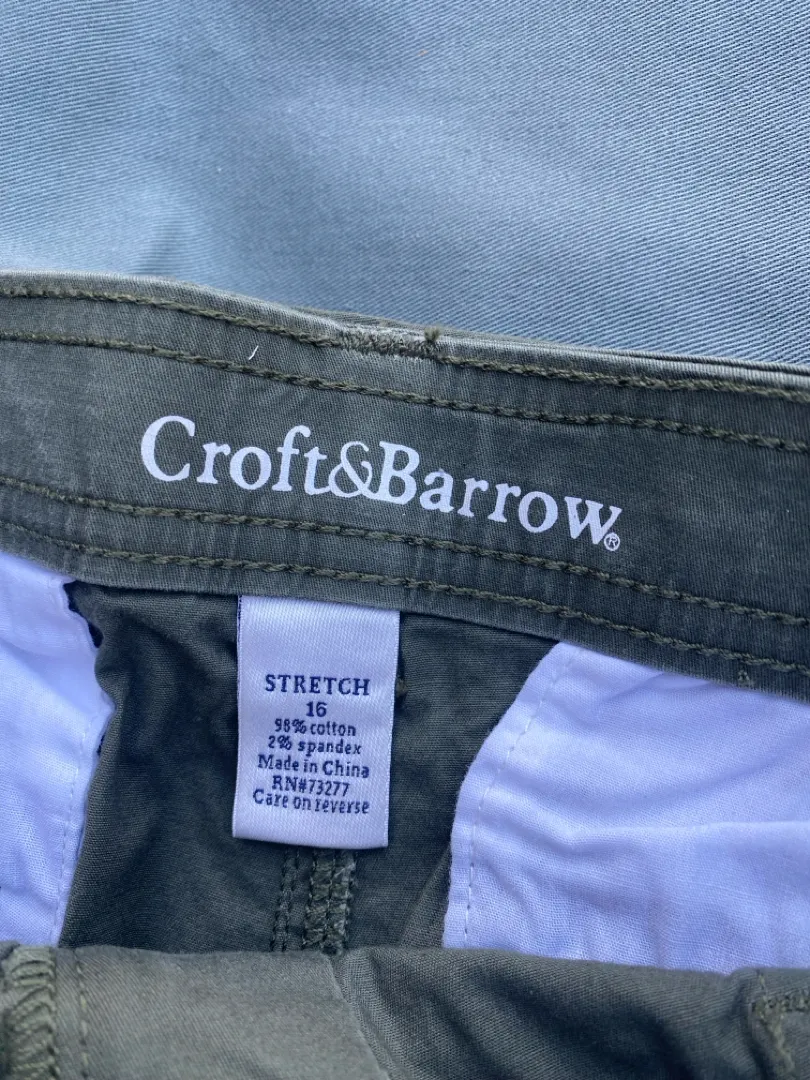 Croft&Barrow®
STRETCH
16
98% cotton
2% spandex
Made in China
RN#73277
Care on reverse